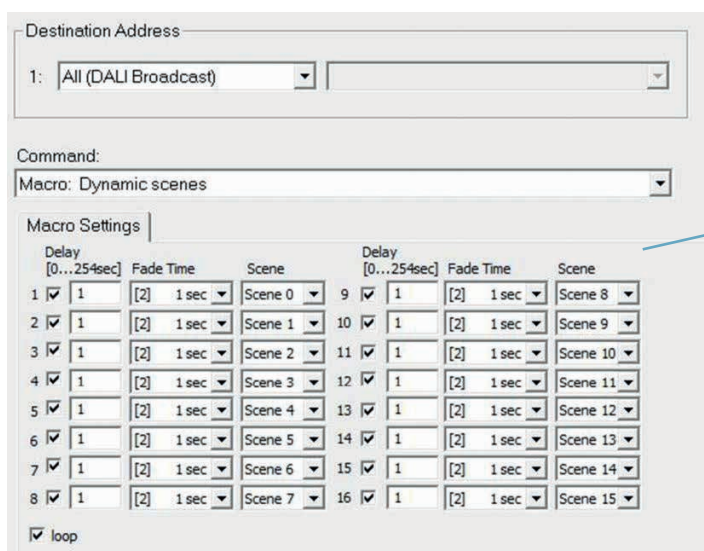 Destination Address
1: All (DALI Broadcast)
Command:
Macro: Dynamic scenes
Macro Settings
Delay Delay
[0...254sec] Fade Time Scene [0...254sec] Fade Time Scene
1 1 [2] 1 sec Scene 0 9 1 [2] 1 sec Scene 8
2 1 [2] 1 sec Scene 1 10 1 [2] 1 sec Scene 9
3 1 [2] 1 sec Scene 2 11 1 [2] 1 sec Scene 10
4 1 [2] 1 sec Scene 3 12 1 [2] 1 sec Scene 11
5 1 [2] 1 sec Scene 4 13 1 [2] 1 sec Scene 12
6 1 [2] 1 sec Scene 5 14 1 [2] 1 sec Scene 13
7 1 [2] 1 sec Scene 6 15 1 [2] 1 sec Scene 14
8 1 [2] 1 sec Scene 7 16 1 [2] 1 sec Scene 15
loop